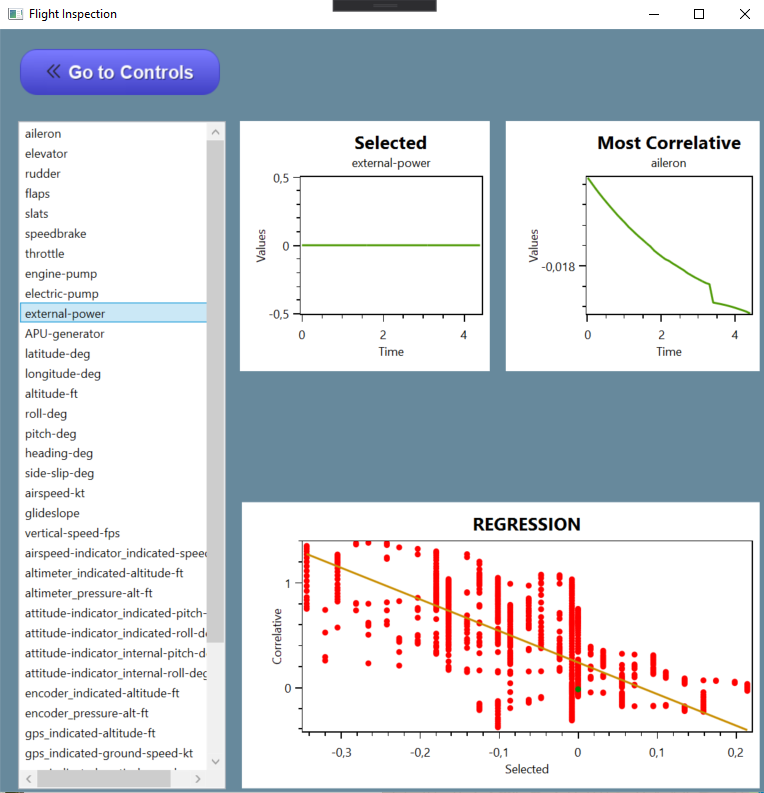 Flight Inspection
Go to Controls
aileron
elevator
rudder
flaps
slats
speedbrake
throttle
engine-pump
electric-pump
external-power
APU-generator
latitude-deg
longitude-deg
altitude-ft
roll-deg
pitch-deg
heading-deg
side-slip-deg
airspeed-kt
glideslope
vertical-speed-fps
airspeed-indicator_indicated-speed
altimeter_indicated-altitude-ft
altimeter_pressure-alt-ft
attitude-indicator_indicated-pitch-
attitude-indicator_indicated-roll-de
attitude-indicator_internal-pitch-d
attitude-indicator_internal-roll-deg
encoder_indicated-altitude-ft
encoder_pressure-alt-ft
gps_indicated-altitude-ft
gps_indicated-ground-speed-kt
Selected
external-power
Values
0,5
0
-0,5
0 2 4
Time
Most Correlative
aileron
Values
-0,018
0 2 4
Time
REGRESSION
Correlative
1
0
-0,3 -0,2 -0,1 0 0,1 0,2
Selected